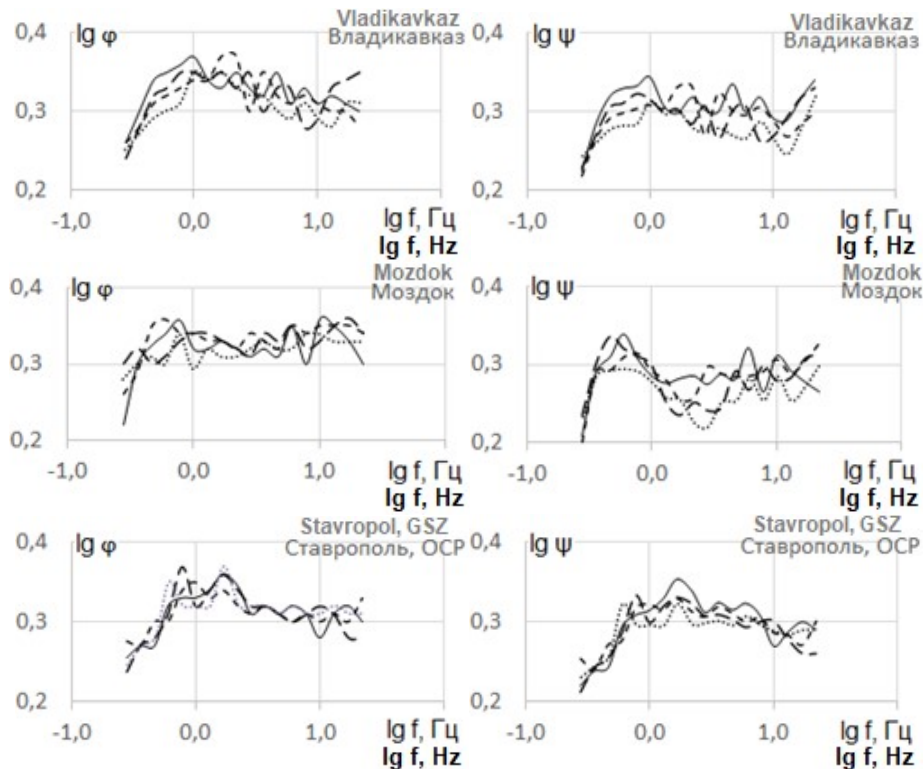 0,4
lg φ
Vladikavkaz
Владикавказ
0,3
0,2
-1,0
0,0
1,0
lg f, Гц
lg f, Hz
lg ψ
Vladikavkaz
Владикавказ
0,4
0,3
0,2
-1,0
0,0
1,0
lg f, Гц
lg f, Hz
0,4
lg φ
Mozdok
Моздок
0,3
0,2
-1,0
0,0
1,0
lg f, Гц
lg f, Hz
0,4
lg ψ
Mozdok
Моздок
0,3
0,2
-1,0
0,0
1,0
lg f, Гц
lg f, Hz
0,4
lg φ
Stavropol, GSZ
Ставрополь, ОСР
0,3
0,2
-1,0
0,0
1,0
lg f, Гц
lg f, Hz
0,4
lg ψ
Stavropol, GSZ
Ставрополь, ОСР
0,3
0,2
-1,0
0,0
1,0
lg f, Гц
lg f, Hz